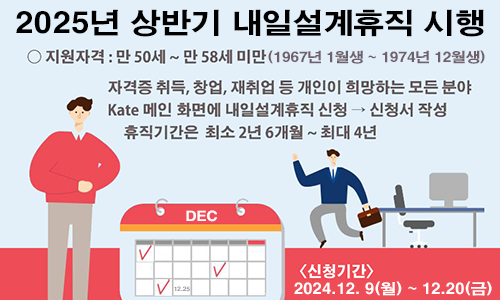 2025년 상반기 내일설계휴직 시행
○ 지원자격 : 만 50세 ~ 만 58세 미만 (1967년 1월생 ~ 1974년 12월생)
자격증 취득, 창업, 재취업 등 개인이 희망하는 모든 분야
Kate 메인 화면에 내일설계휴직 신청 → 신청서 작성
휴직기간은 최소 2년 6개월 ~ 최대 4년
DEC
12.25
〈신청기간〉
2024.12. 9(월) ~ 12.20(금)